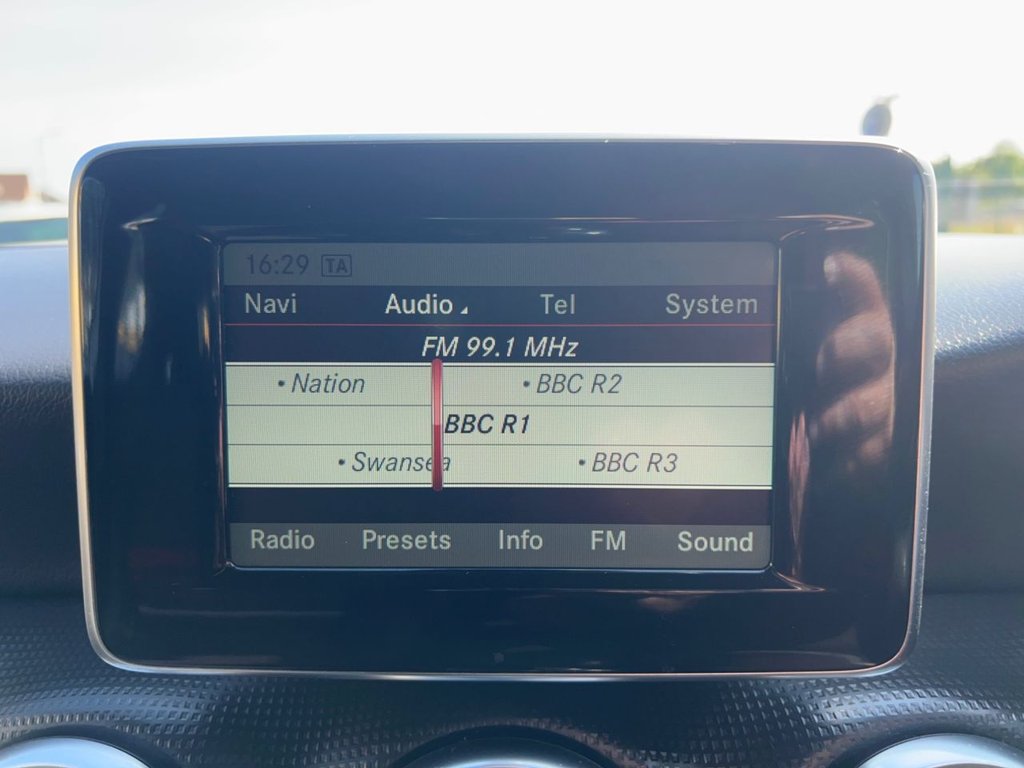 16:29 TA
Navi Audio Tel System
FM 99.1 MHz
• Nation • BBC R2
BBC R1
• Swansea • BBC R3
Radio Presets Info FM Sound